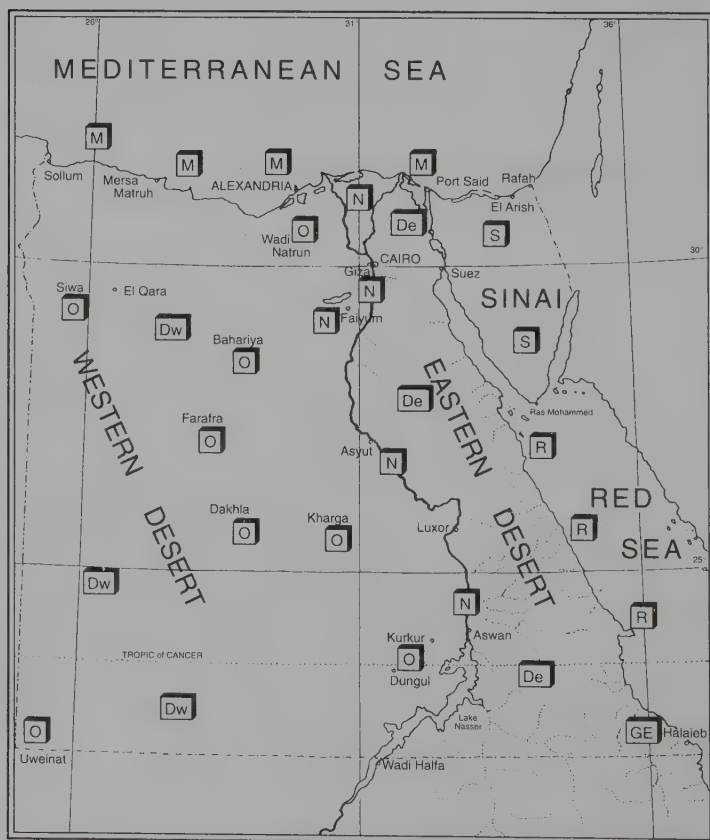 26° 31° 36°
MEDITERRANEAN SEA
M
M M M
Sollum
Mersa
Matruh
ALEXANDRIA
Port Said
Rafah
El Arish
N
De
S
O
Wadi
Natrun
30°
CAIRO
Giza
Suez
Siwa
El Qara
O
N
SINAI
Dw
N
Faiyum
S
Bahariya
O
WESTERN
DESERT
EASTERN
DESERT
De
Ras Mohammed
Farafra
O
Asyut
N
R
RED
SEA
Dakhla
O
Kharga
O
Luxor
R
25°
Dw
N
R
Kurkur
Aswan
TROPIC of CANCER
O
Dungul
De
Dw
Lake
Nasser
O
GE
Halaieb
Uweinat
Wadi Halfa